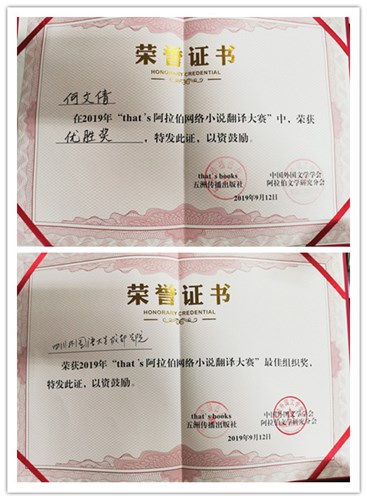 荣誉证书
HONORARY CREDENTIAL
何文倩
在2019年“that`s 阿拉伯网络小说翻译大赛”中，荣获
优胜奖，特发此证，以资鼓励。
that`s books
五洲传播出版社
中国外国文学学会
阿拉伯文学研究分会
2019年9月12日
荣誉证书
HONORARY CREDENTIAL
四川外国语大学
荣获2019年“that`s 阿拉伯网络小说翻译大赛”最佳组织奖、
特发此证，以资鼓励。
that`s books
五洲传播出版社
中国外国文学学会
阿拉伯文学研究分会
2019年9月12日